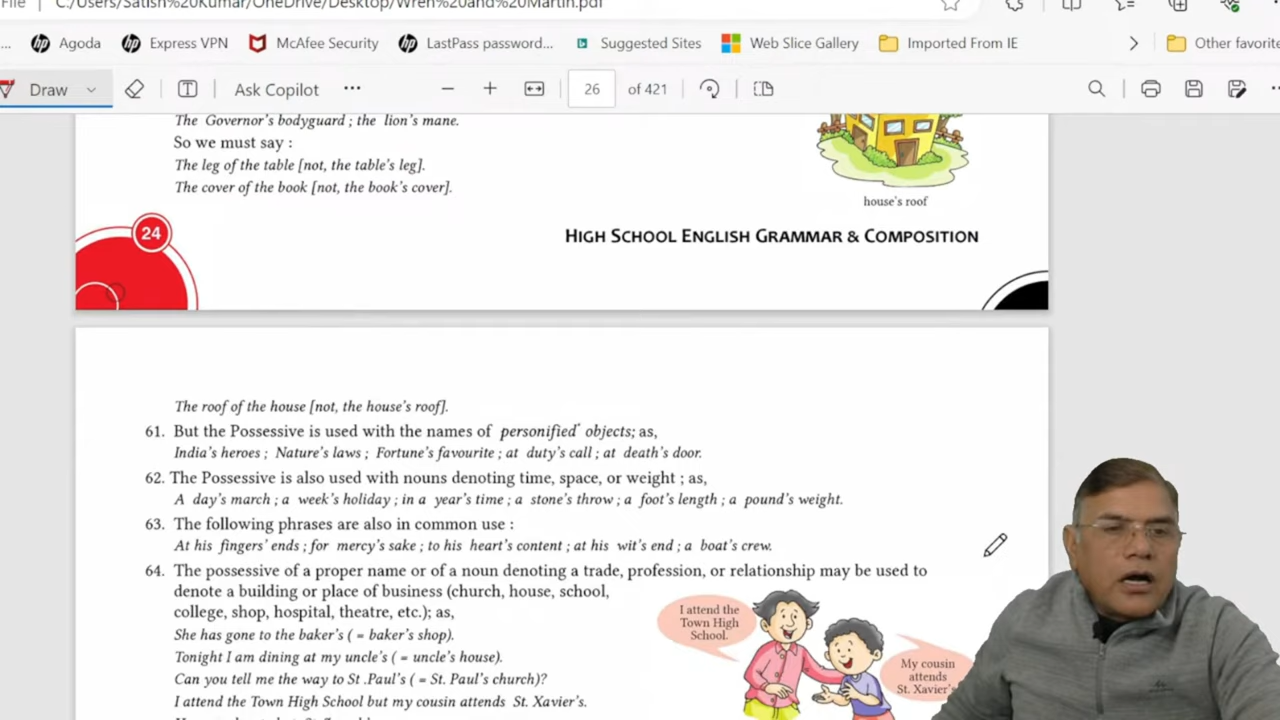 File C:/Users/Satish%20Kumar/OneDrive/Desktop/Wren%20and%20Martin.pdf
... Agoda Express VPN McAfee Security LastPass password... Suggested Sites Web Slice Gallery Imported From IE Other favorite
Draw Ask Copilot ... 26 of 421
The Governor's bodyguard ; the lion's mane.
So we must say :
The leg of the table [not, the table's leg].
The cover of the book [not, the book's cover].
house's roof
24
HIGH SCHOOL ENGLISH GRAMMAR & COMPOSITION
The roof of the house [not, the house's roof].
61. But the Possessive is used with the names of personified* objects; as,
India's heroes ; Nature's laws ; Fortune's favourite ; at duty's call ; at death's door.
62. The Possessive is also used with nouns denoting time, space, or weight ; as,
A day's march ; a week's holiday ; in a year's time ; a stone's throw ; a foot's length ; a pound's weight.
63. The following phrases are also in common use :
At his fingers' ends ; for mercy's sake ; to his heart's content ; at his wit's end ; a boat's crew.
64. The possessive of a proper name or of a noun denoting a trade, profession, or relationship may be used to
denote a building or place of business (church, house, school,
college, shop, hospital, theatre, etc.); as,
She has gone to the baker's ( = baker's shop).
Tonight I am dining at my uncle's ( = uncle's house).
Can you tell me the way to St .Paul's ( = St. Paul's church)?
I attend the Town High School but my cousin attends St. Xavier's.
I attend the
Town High
School.
My cousin
attends
St. Xavier's